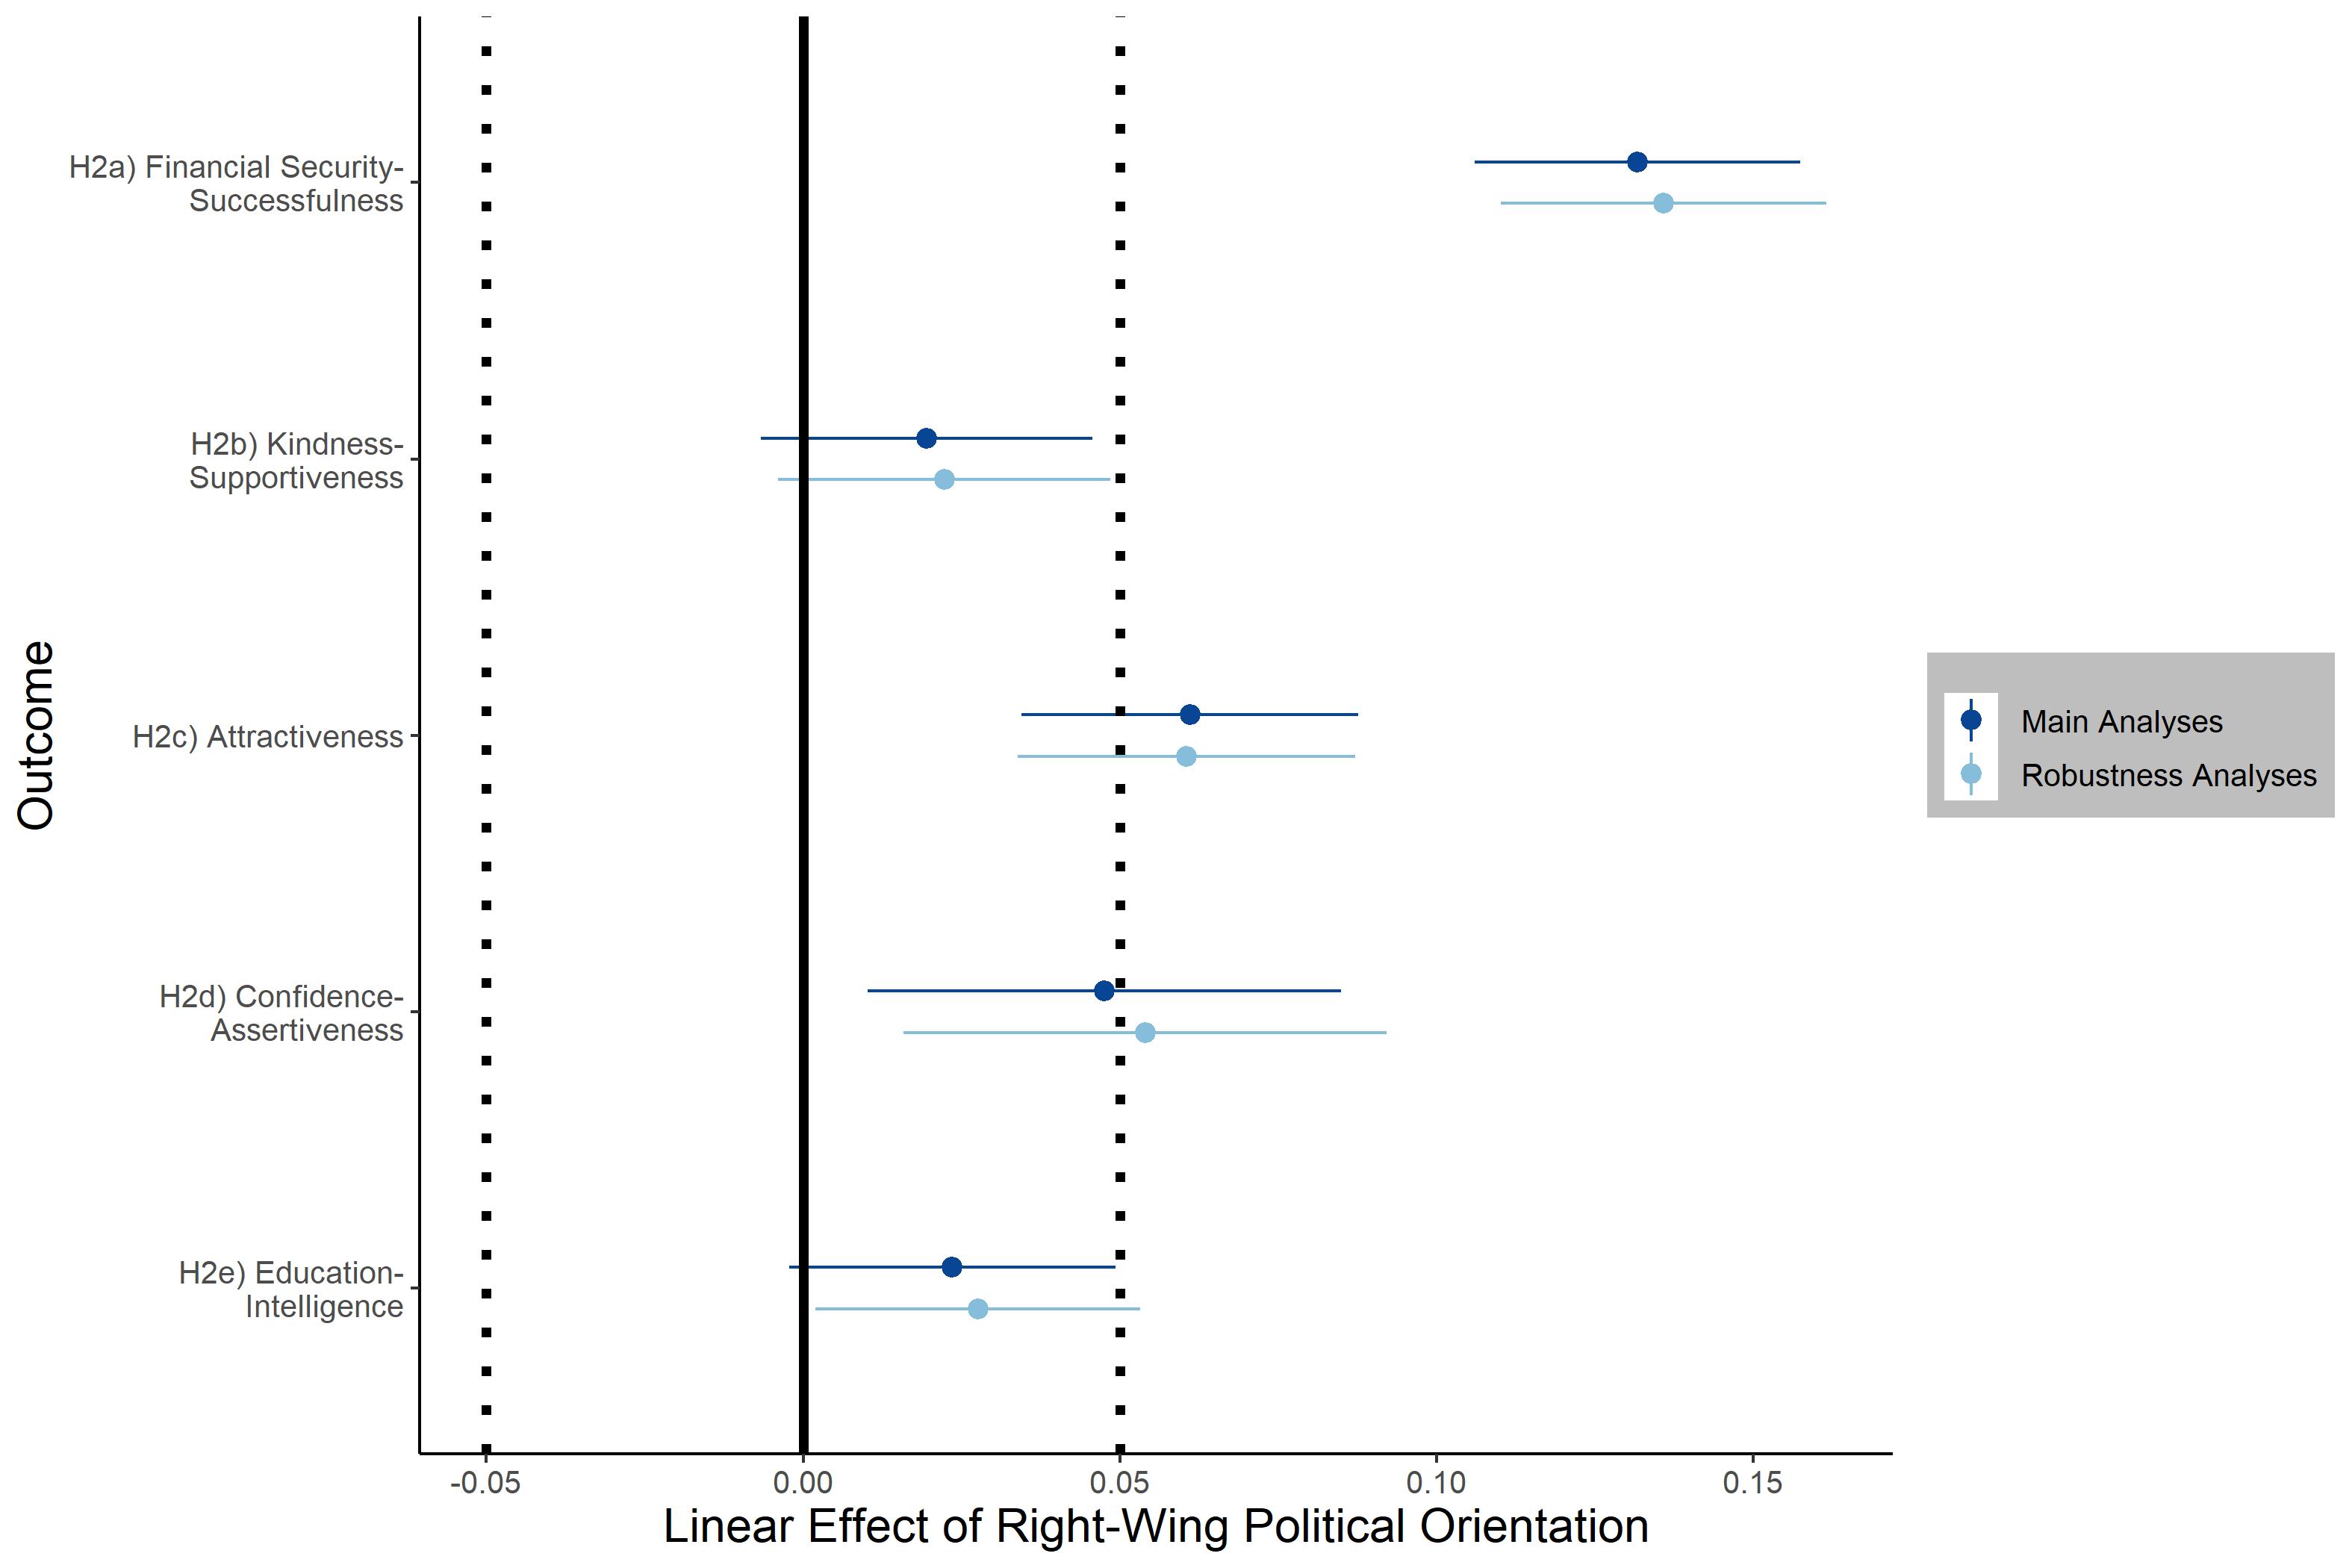 H2a) Financial Security-
Successfulness
H2b) Kindness-
Supportiveness
H2c) Attractiveness
H2d) Confidence-
Assertiveness
H2e) Education-
Intelligence
Outcome
-0.05 0.00 0.05 0.10 0.15
Linear Effect of Right-Wing Political Orientation
Main Analyses
Robustness Analyses